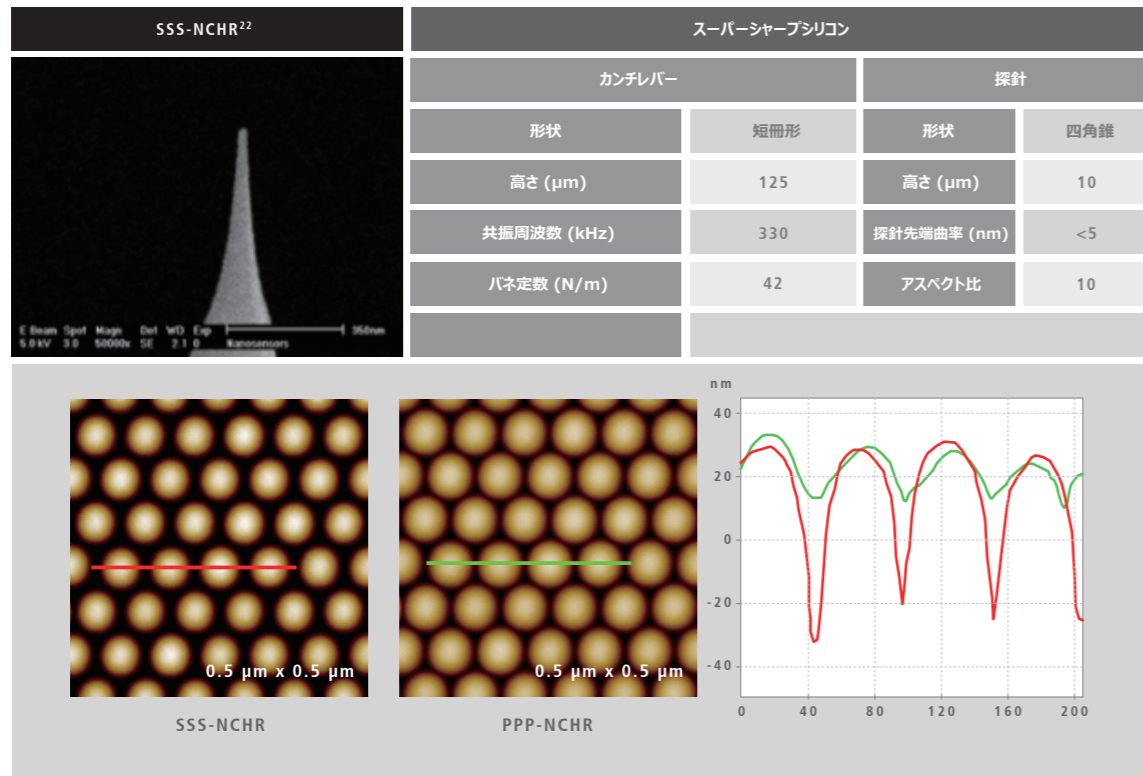 SSS-NCHR²²
スーパーシャープシリコン
カンチレバー 探針
形状 短冊形 形状 四角錐
高さ (µm) 125 高さ (µm) 10
共振周波数 (kHz) 330 探針先端曲率 (nm) <5
バネ定数 (N/m) 42 アスペクト比 10
E Beam Spot Magn Det WD Exp 350nm
5.0 kV 3.0 50000x SE 2.1 0 Nanosensors
nm
40
20
0
-20
-40
0 40 80 120 160 200
0.5 µm x 0.5 µm 0.5 µm x 0.5 µm
SSS-NCHR PPP-NCHR